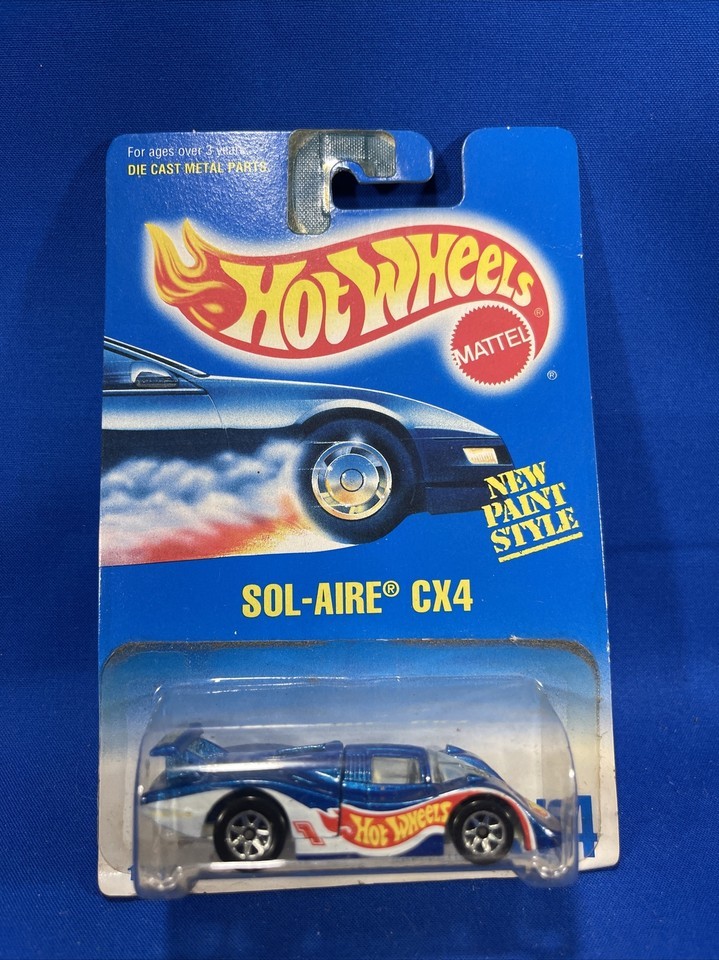 For ages over 3 years
DIE CAST METAL PARTS
HOT WHEELS
®
MATTEL
®
NEW
PAINT
STYLE
SOL-AIRE® CX4
1
HOT WHEELS